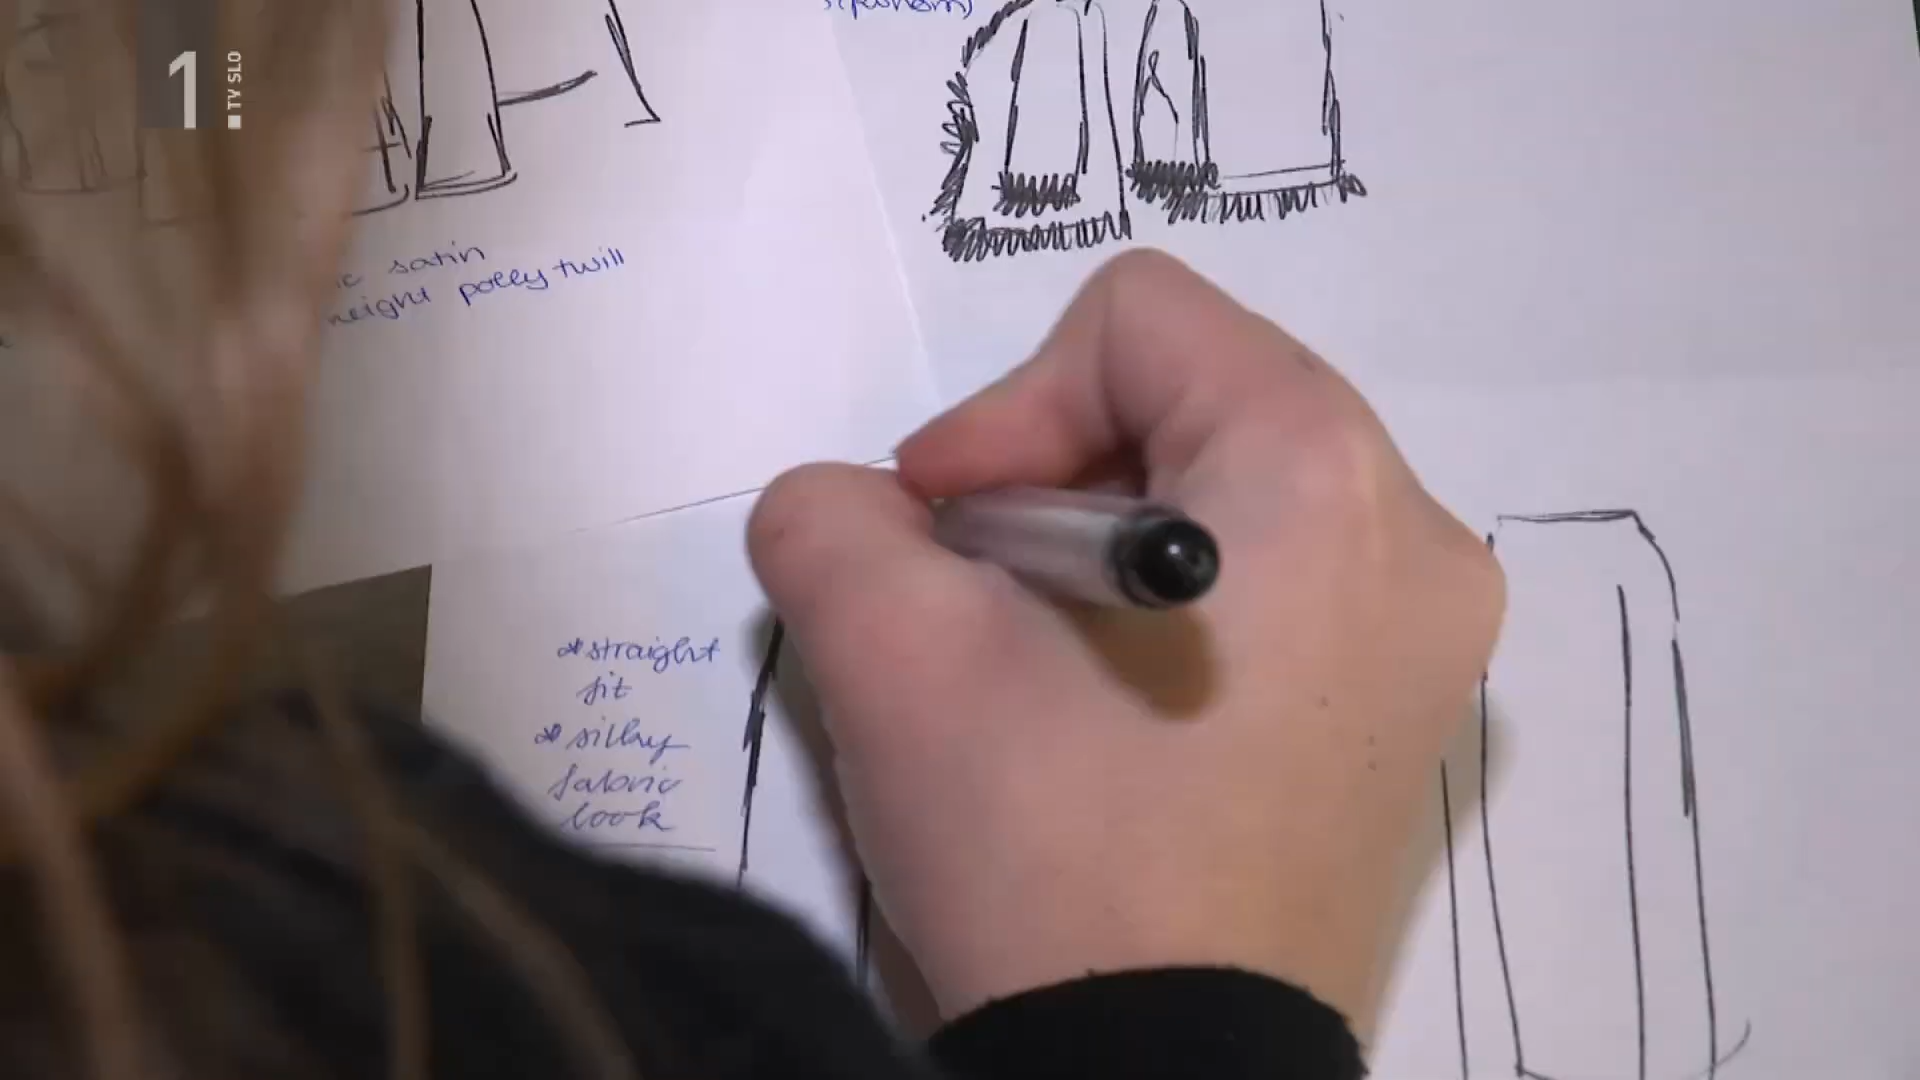 1
TV SLO
satin
polly twill
*straight
fit
*silky
fabric
look